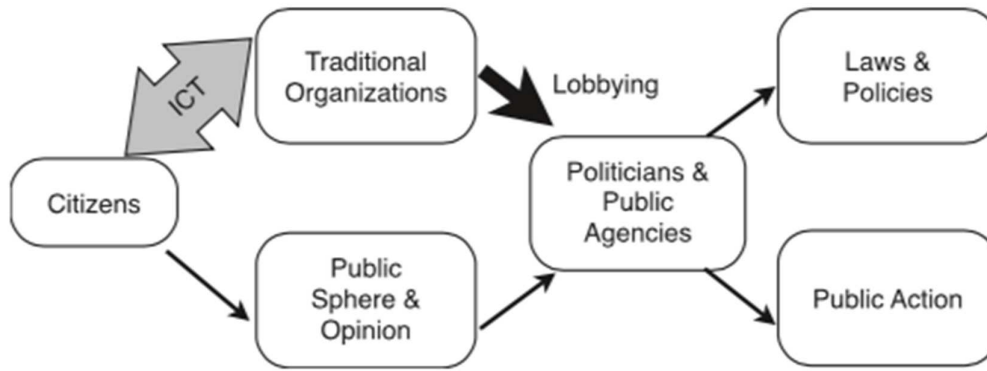 Traditional
Organizations
ICT
Lobbying
Laws &
Policies
Citizens
Politicians &
Public
Agencies
Public
Sphere &
Opinion
Public Action